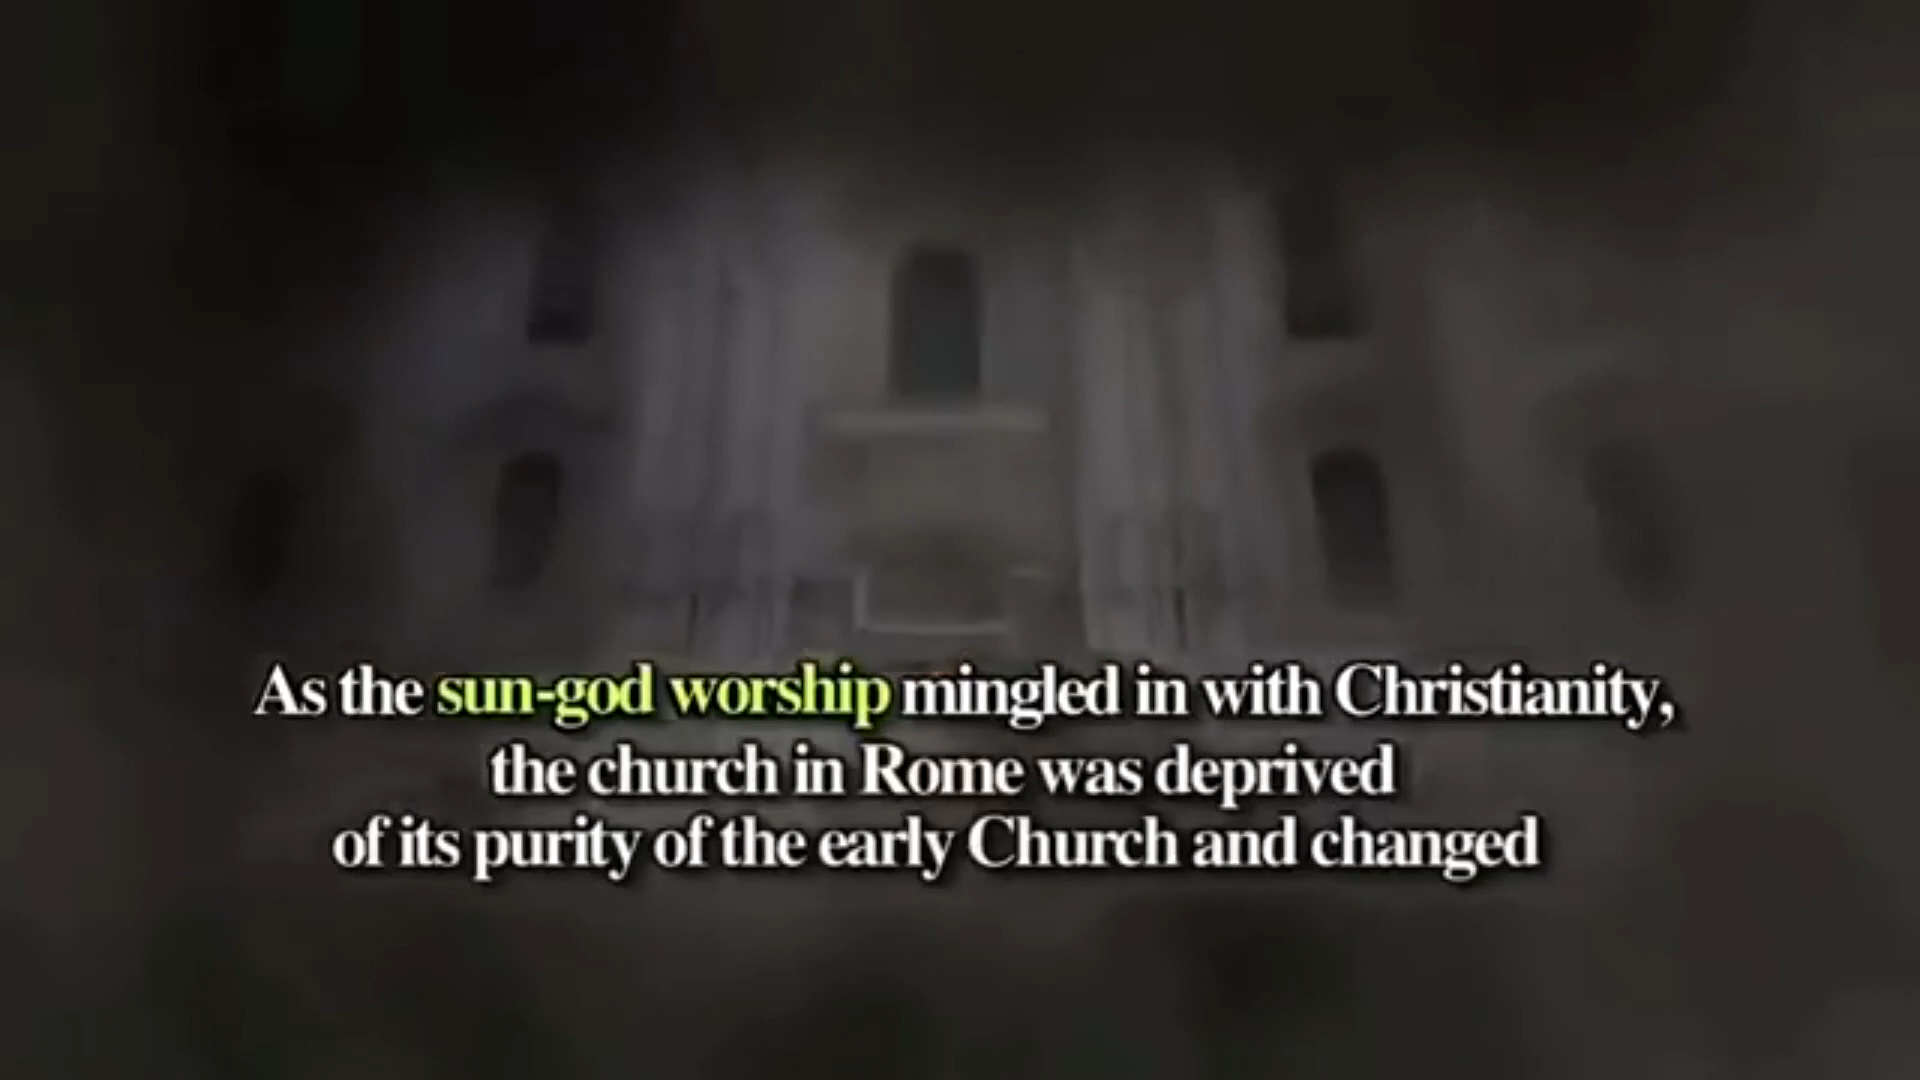 As the sun-god worship mingled in with Christianity,
the church in Rome was deprived
of its purity of the early Church and changed